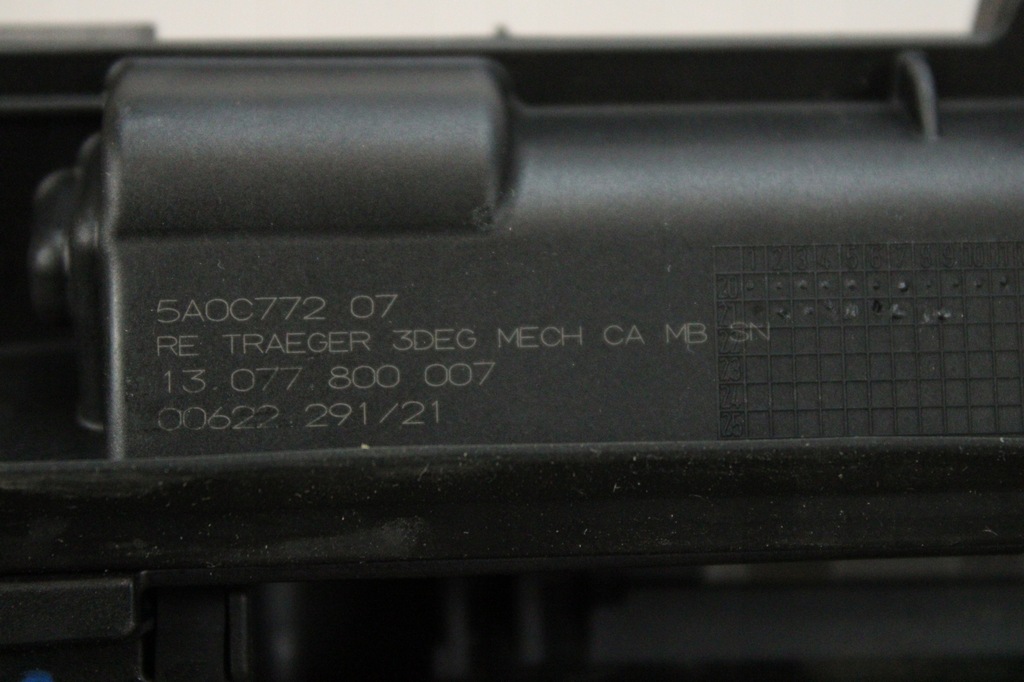 5A0C772 07
RE TRAEGER 3DEG MECH CA MB SN
13.077.800 007
00622 291/21